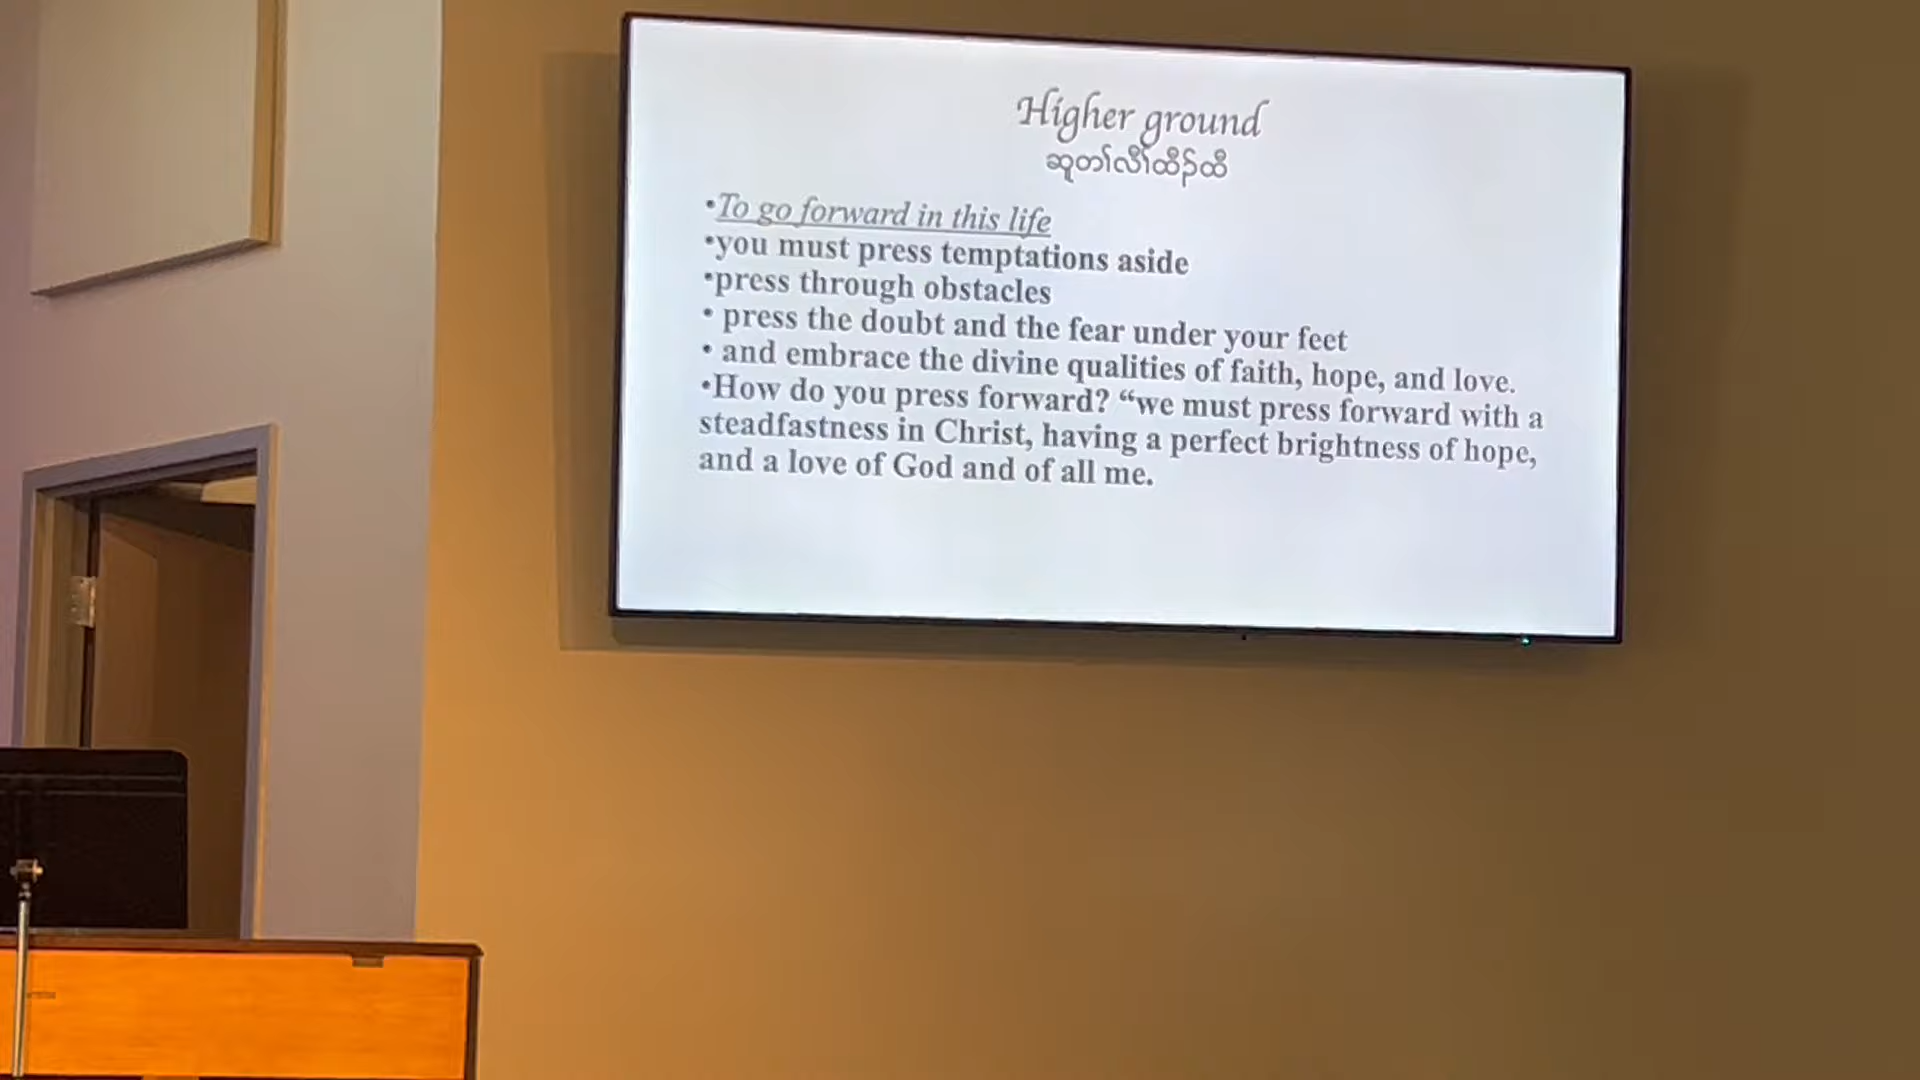 Higher ground
ဆူတၢ်လီၢ်ထီၣ်ထီ
•To go forward in this life
•you must press temptations aside
•press through obstacles
• press the doubt and the fear under your feet
• and embrace the divine qualities of faith, hope, and love.
•How do you press forward? “we must press forward with a
steadfastness in Christ, having a perfect brightness of hope,
and a love of God and of all me.